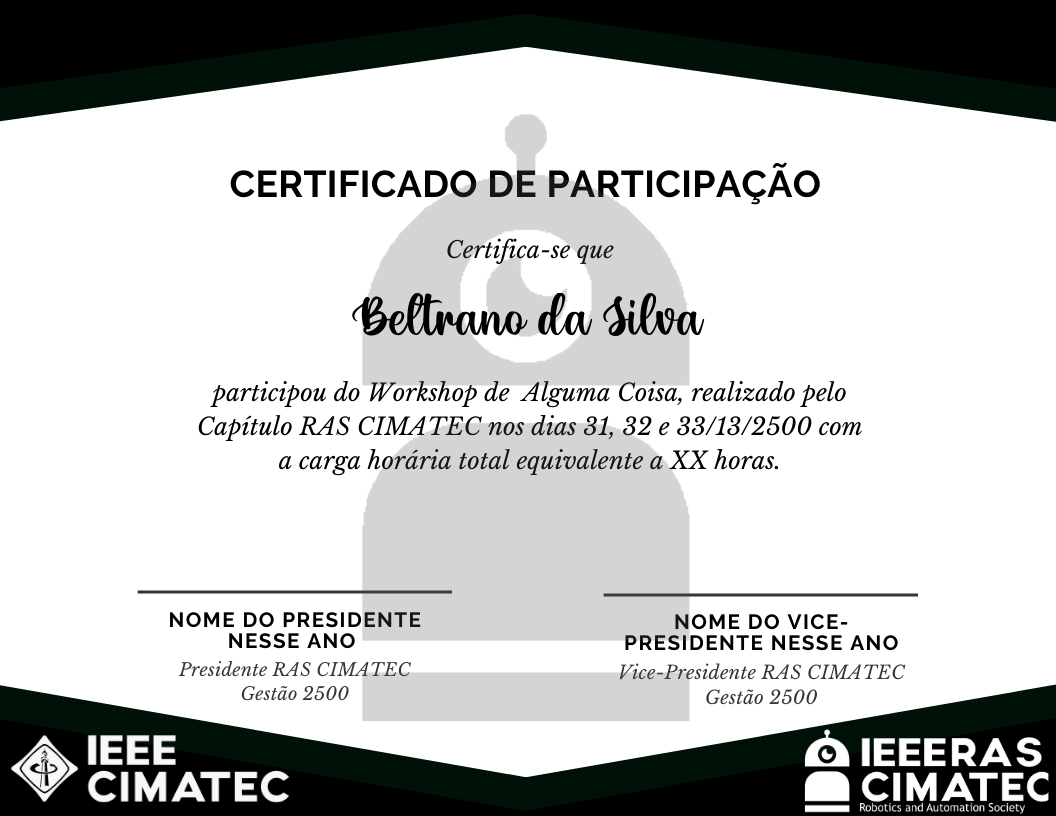 CERTIFICADO DE PARTICIPAÇÃO
Certifica-se que
Beltrano da Silva
participou do Workshop de Alguma Coisa, realizado pelo
Capítulo RAS CIMATEC nos dias 31, 32 e 33/13/2500 com
a carga horária total equivalente a XX horas.
NOME DO PRESIDENTE
NESSE ANO
Presidente RAS CIMATEC
Gestão 2500
NOME DO VICE-
PRESIDENTE NESSE ANO
Vice-Presidente RAS CIMATEC
Gestão 2500
IEEE
CIMATEC
IEEERAS
CIMATEC
Robotics and Automation Society